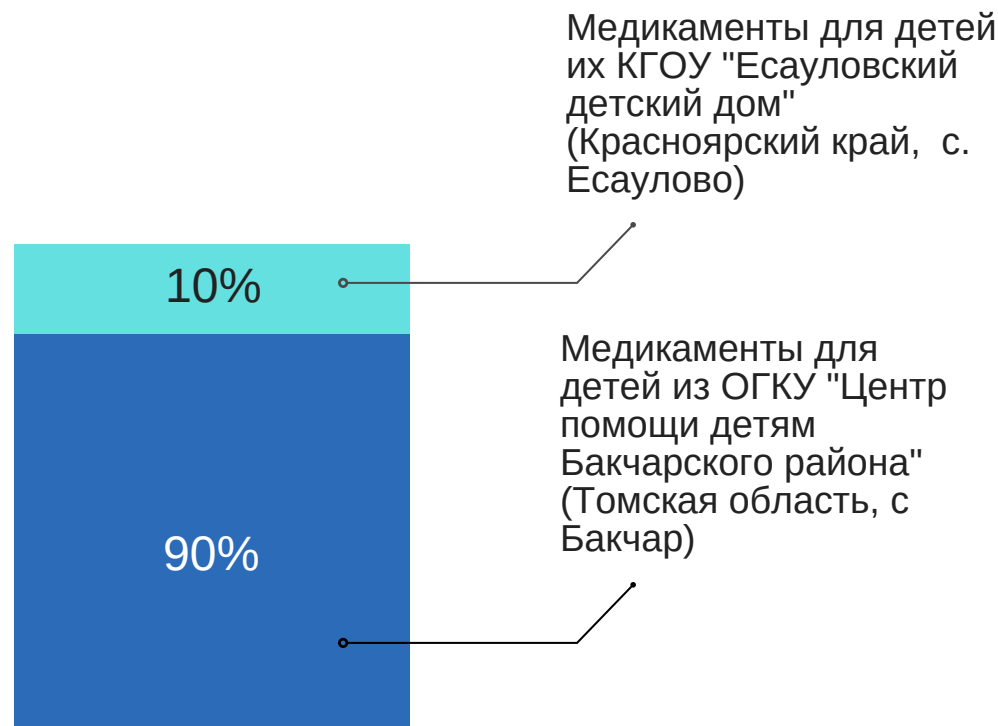 Медикаменты для детей
их КГОУ "Есауловский
детский дом"
(Красноярский край,  с.
Есаулово)
10%
Медикаменты для
детей из ОГКУ "Центр
помощи детям
Бакчарского района"
(Томская область, с
Бакчар)
90%